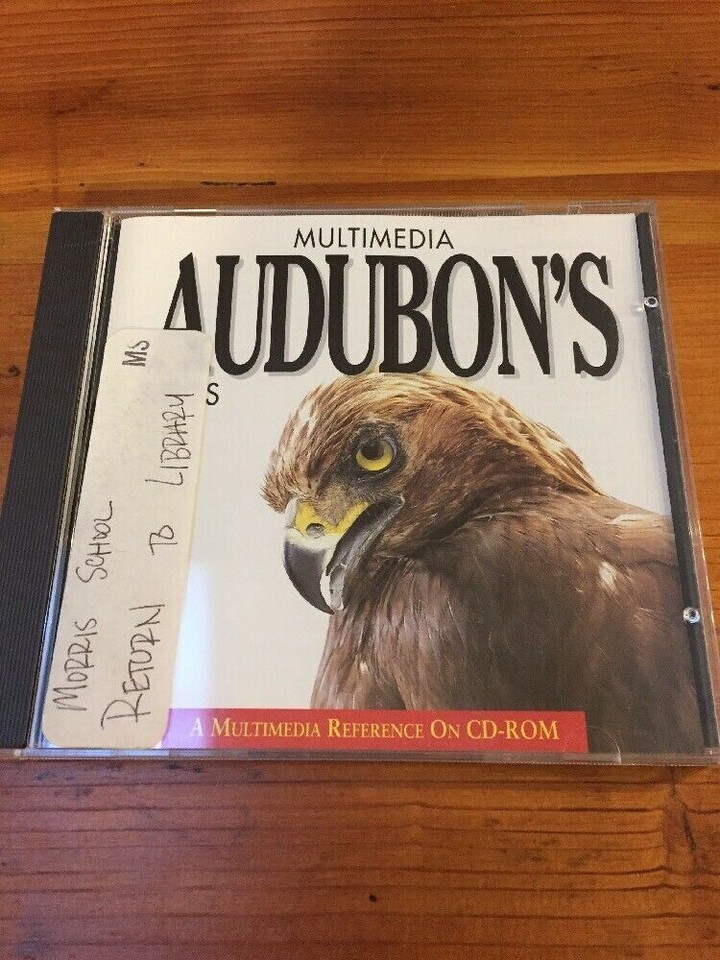 MULTIMEDIA
AUDUBON'S
S
MS
MORRIS SCHOOL
RETURN TO LIBRARY
A MULTIMEDIA REFERENCE ON CD-ROM